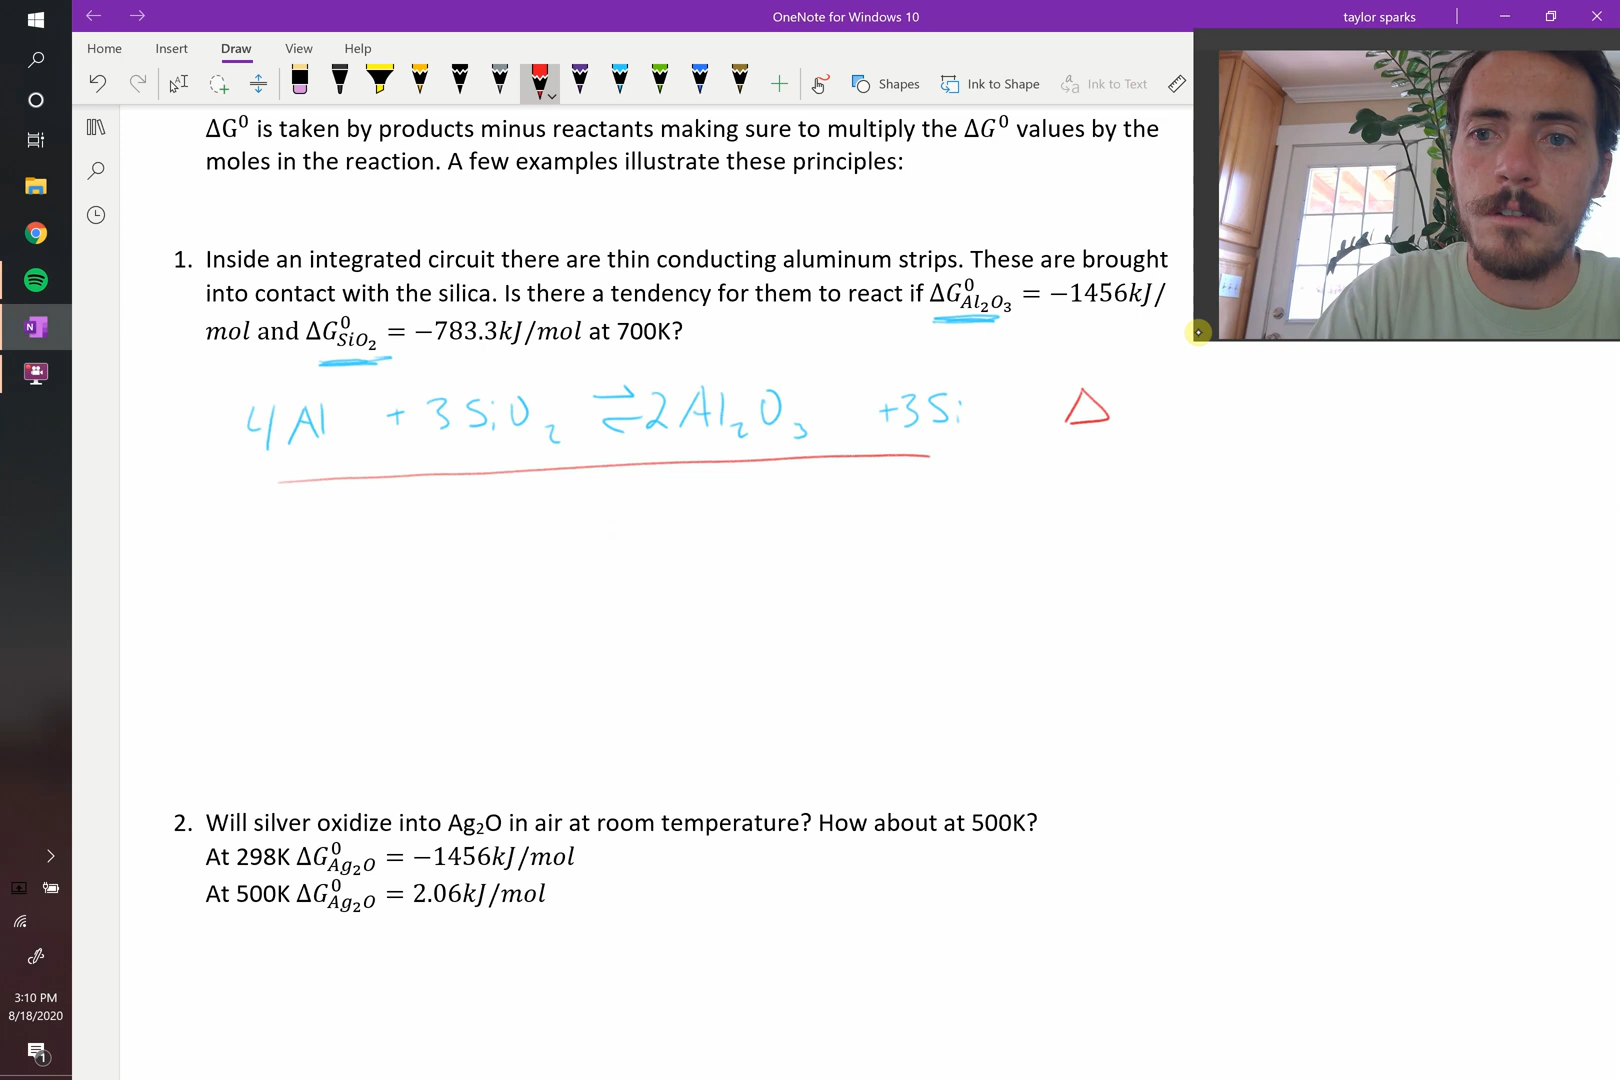 OneNote for Windows 10
taylor sparks
Home Insert Draw View Help
Shapes Ink to Shape Ink to Text
ΔG⁰ is taken by products minus reactants making sure to multiply the ΔG⁰ values by the
moles in the reaction. A few examples illustrate these principles:
1. Inside an integrated circuit there are thin conducting aluminum strips. These are brought
into contact with the silica. Is there a tendency for them to react if ΔG⁰Al₂O₃ = −1456kJ/
mol and ΔG⁰SiO₂ = −783.3kJ/mol at 700K?
4Al + 3SiO₂ ⇌ 2Al₂O₃ + 3Si Δ
2. Will silver oxidize into Ag₂O in air at room temperature? How about at 500K?
At 298K ΔG⁰Ag₂O = −1456kJ/mol
At 500K ΔG⁰Ag₂O = 2.06kJ/mol
3:10 PM
8/18/2020
1